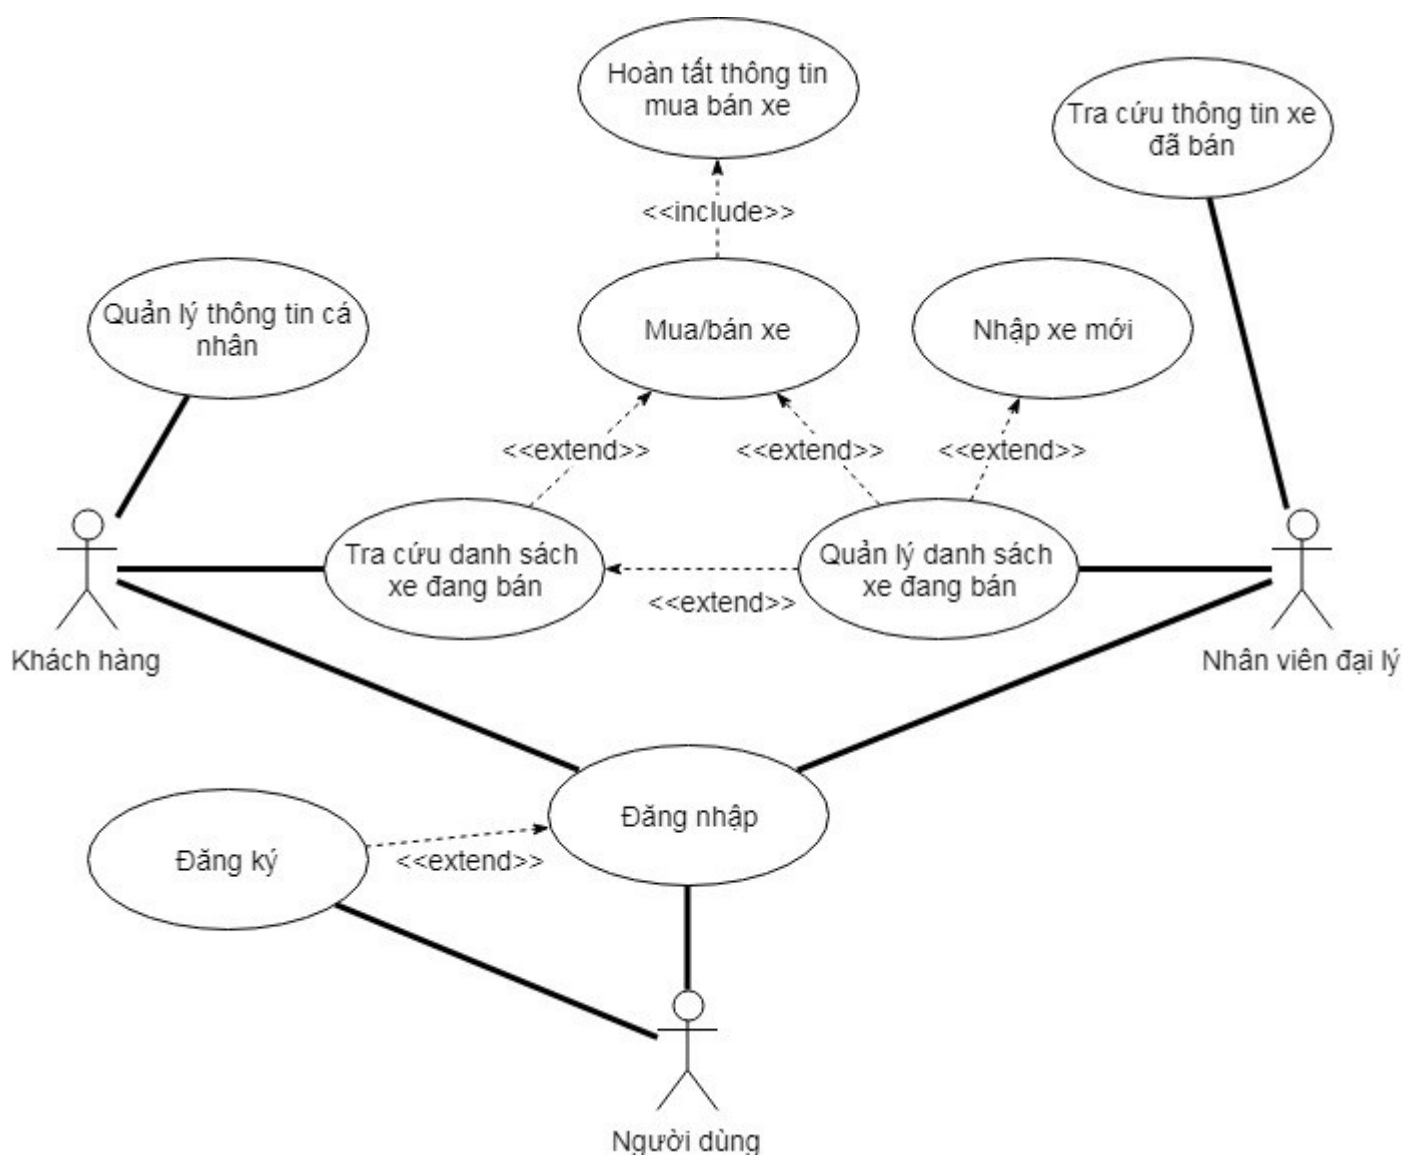 Hoàn tất thông tin
mua bán xe
Tra cứu thông tin xe
đã bán
<<include>>
Quản lý thông tin cá
nhân
Mua/bán xe
Nhập xe mới
<<extend>>
<<extend>>
<<extend>>
Tra cứu danh sách
xe đang bán
Quản lý danh sách
xe đang bán
<<extend>>
Khách hàng
Nhân viên đại lý
Đăng nhập
Đăng ký
<<extend>>
Người dùng